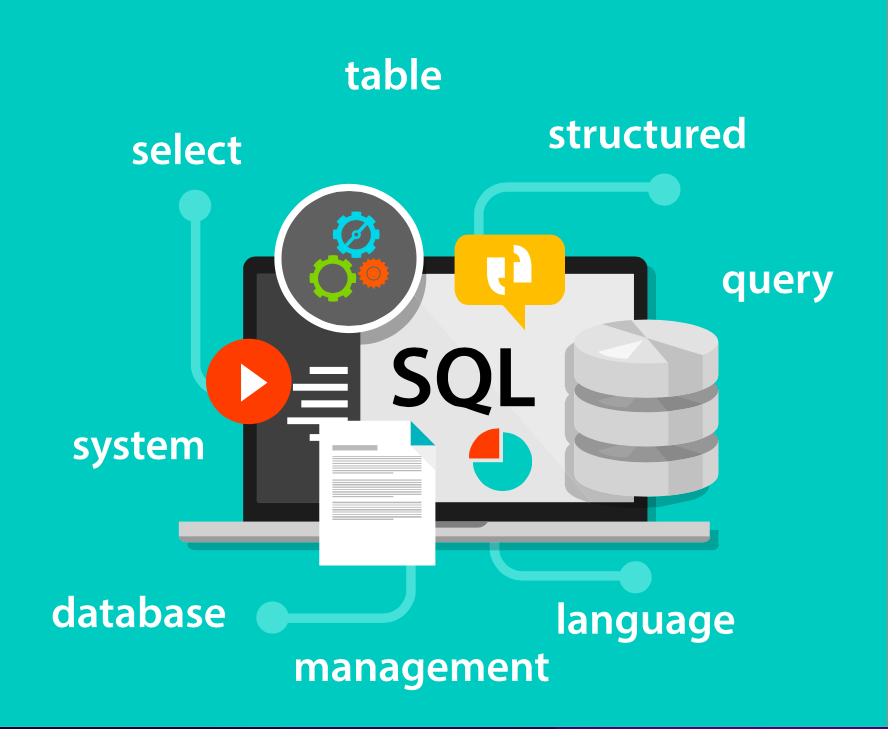 table
structured
select
query
SQL
system
database
language
management